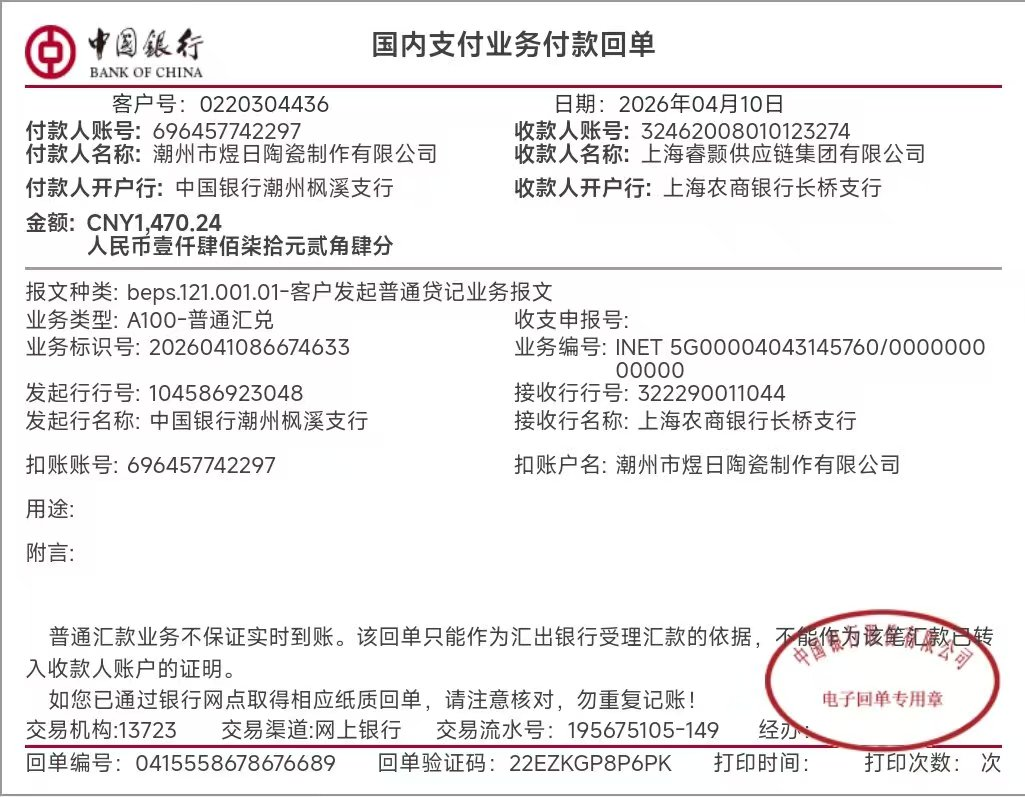 中国银行
BANK OF CHINA
国内支付业务付款回单
客户号：0220304436 日期：2026年04月10日
付款人账号：696457742297 收款人账号：32462008010123274
付款人名称：潮州市煜日陶瓷制作有限公司 收款人名称：上海睿颢供应链集团有限公司
付款人开户行：中国银行潮州枫溪支行 收款人开户行：上海农商银行长桥支行
金额：CNY1,470.24
人民币壹仟肆佰柒拾元贰角肆分
报文种类：beps.121.001.01-客户发起普通贷记业务报文
业务类型：A100-普通汇兑 收支申报号：
业务标识号：2026041086674633 业务编号：INET 5G00004043145760/0000000
00000
发起行行号：104586923048 接收行行号：322290011044
发起行名称：中国银行潮州枫溪支行 接收行名称：上海农商银行长桥支行
扣账账号：696457742297 扣账户名：潮州市煜日陶瓷制作有限公司
用途：
附言：
普通汇款业务不保证实时到账。该回单只能作为汇出银行受理汇款的依据，不能作为该笔汇款已转
入收款人账户的证明。
如您已通过银行网点取得相应纸质回单，请注意核对，勿重复记账！
中国银行股份有限公司
电子回单专用章
交易机构:13723 交易渠道:网上银行 交易流水号：195675105-149 经办：
回单编号：0415558678676689 回单验证码：22EZKGP8P6PK 打印时间： 打印次数： 次